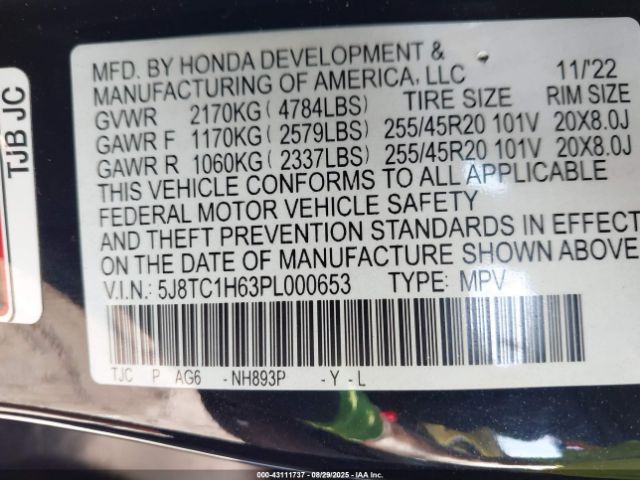 TJB JC
MFD. BY HONDA DEVELOPMENT &
MANUFACTURING OF AMERICA, LLC 11/'22
GVWR 2170KG ( 4784LBS) TIRE SIZE RIM SIZE
GAWR F 1170KG ( 2579LBS) 255/45R20 101V 20X8.0J
GAWR R 1060KG ( 2337LBS) 255/45R20 101V 20X8.0J
THIS VEHICLE CONFORMS TO ALL APPLICABLE
FEDERAL MOTOR VEHICLE SAFETY
AND THEFT PREVENTION STANDARDS IN EFFECT
ON THE DATE OF MANUFACTURE SHOWN ABOVE.
V.I.N.: 5J8TC1H63PL000653 TYPE: MPV
TJC P AG6 -NH893P -Y-L
000-43111737 - 08/29/2025 - IAA Inc.